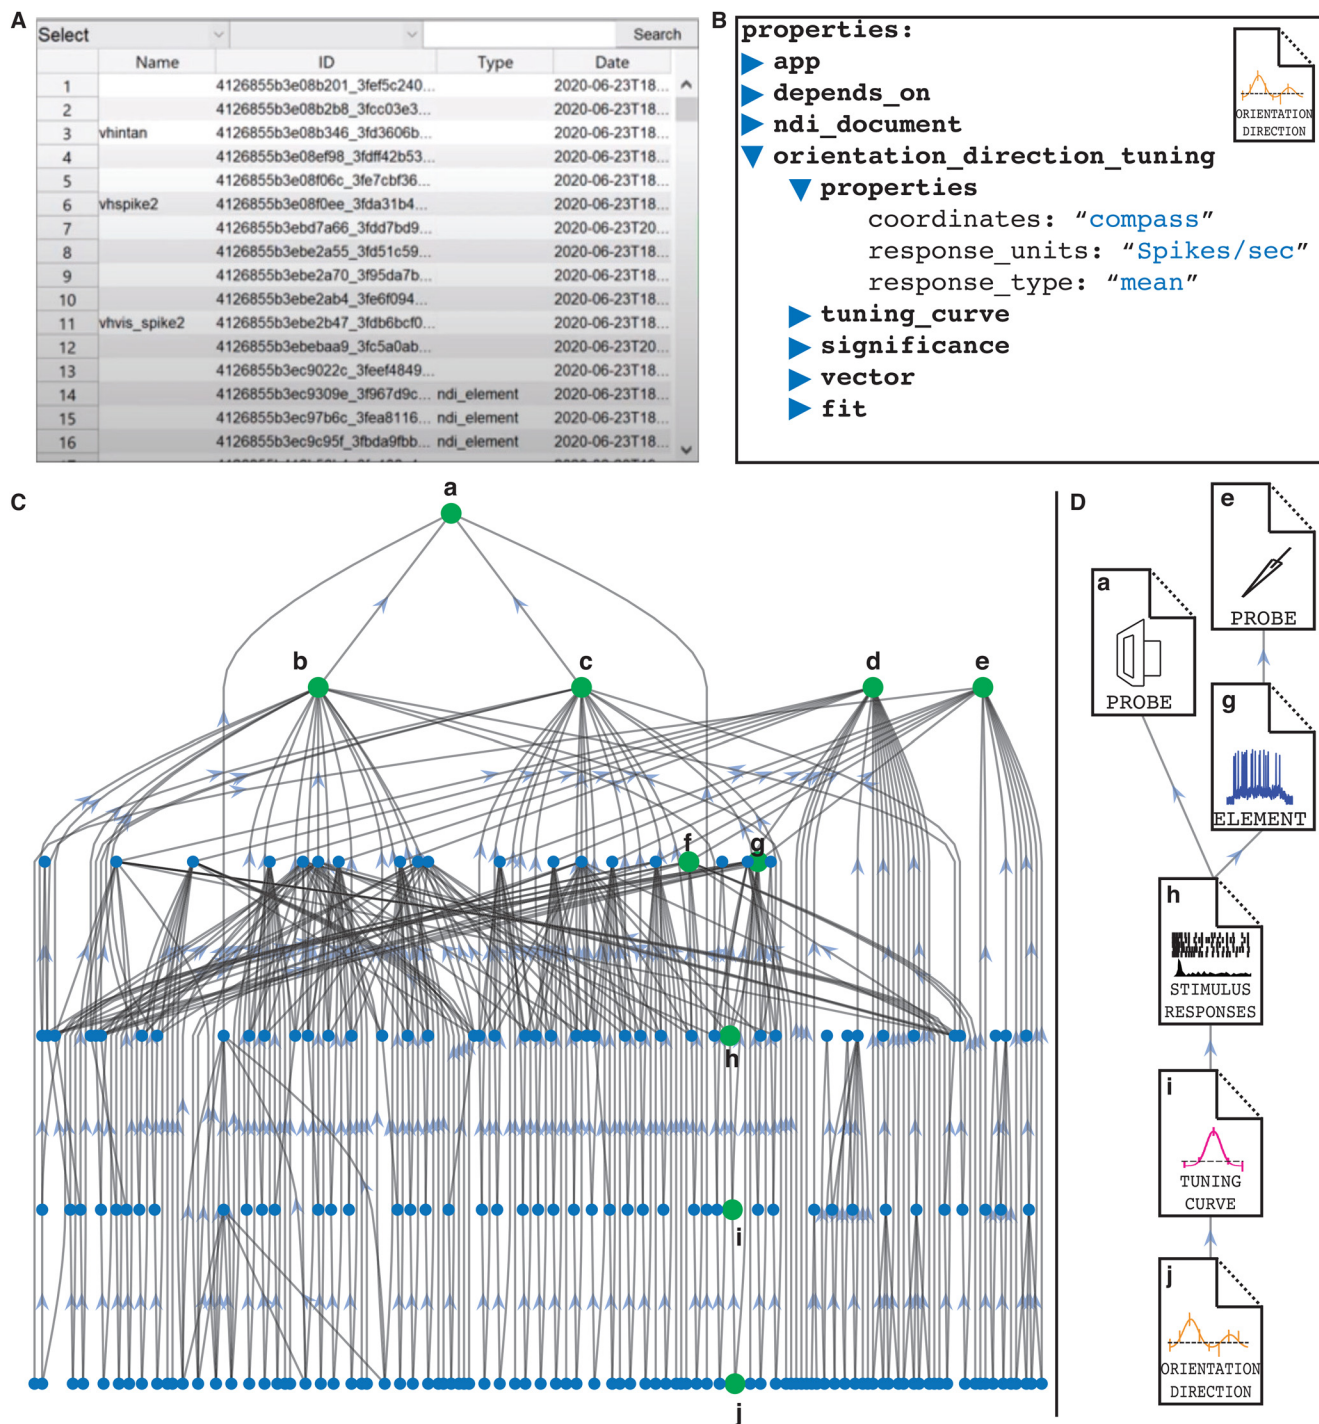 A
Select Search
Name ID Type Date
1 4126855b3e08b201_3fef5c240... 2020-06-23T18...
2 4126855b3e08b2b8_3fcc03e3... 2020-06-23T18...
3 vhintan 4126855b3e08b346_3fd3606b... 2020-06-23T18...
4 4126855b3e08ef98_3fdff42b53... 2020-06-23T18...
5 4126855b3e08f06c_3fe7cbf36... 2020-06-23T18...
6 vhspike2 4126855b3e08f0ee_3fda31b4... 2020-06-23T18...
7 4126855b3ebd7a66_3fdd7bd9... 2020-06-23T20...
8 4126855b3ebe2a55_3fd51c59... 2020-06-23T18...
9 4126855b3ebe2a70_3f95da7b... 2020-06-23T18...
10 4126855b3ebe2ab4_3fe6f094... 2020-06-23T18...
11 vhvis_spike2 4126855b3ebe2b47_3fdb6bcf0... 2020-06-23T18...
12 4126855b3ebebaa9_3fc5a0ab... 2020-06-23T20...
13 4126855b3ec9022c_3feef4849... 2020-06-23T18...
14 4126855b3ec9309e_3f967d9c... ndi_element 2020-06-23T18...
15 4126855b3ec97b6c_3fea8116... ndi_element 2020-06-23T18...
16 4126855b3ec9c95f_3fbda9fbb... ndi_element 2020-06-23T18...
B
properties:
app
depends_on
ndi_document
orientation_direction_tuning
properties
coordinates: “compass”
response_units: “Spikes/sec”
response_type: “mean”
tuning_curve
significance
vector
fit
ORIENTATION
DIRECTION
C
a
b
c
d
e
f
g
h
i
j
D
e
PROBE
a
PROBE
g
ELEMENT
h
STIMULUS
RESPONSES
i
TUNING
CURVE
j
ORIENTATION
DIRECTION